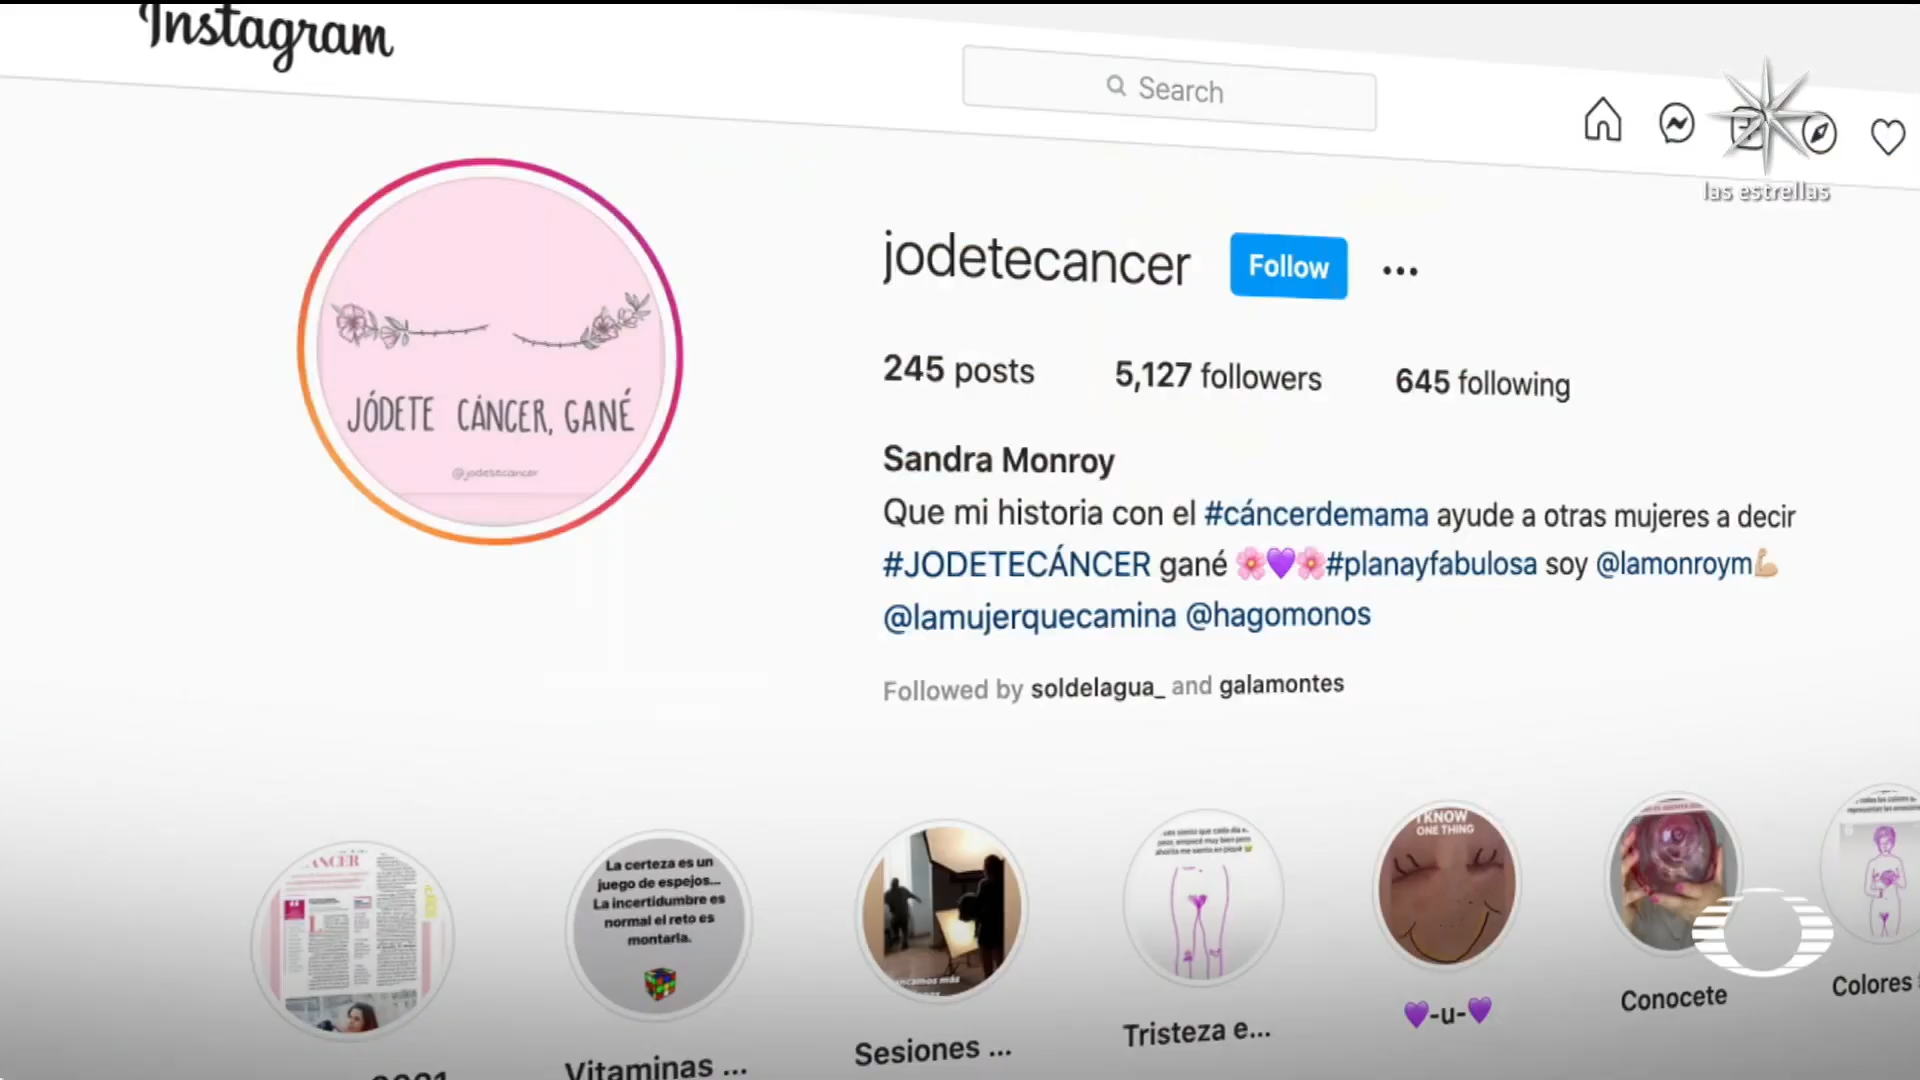 Instagram
Search
las estrellas
jodetecancer Follow
245 posts 5,127 followers 645 following
JÓDETE CÁNCER, GANÉ
@jodetecancer
Sandra Monroy
Que mi historia con el #cáncerdemama ayude a otras mujeres a decir
#JODETECÁNCER gané 🌸💜🌸#planayfabulosa soy @lamonroym💪🏼
@lamujerquecamina @hagomonos
Followed by soldelagua_ and galamontes
La certeza es un
juego de espejos...
La incertidumbre es
normal el reto es
montarla.
I KNOW
ONE THING
Vitaminas ...
Sesiones ...
Tristeza e...
💜-u-💜
Conocete
Colores